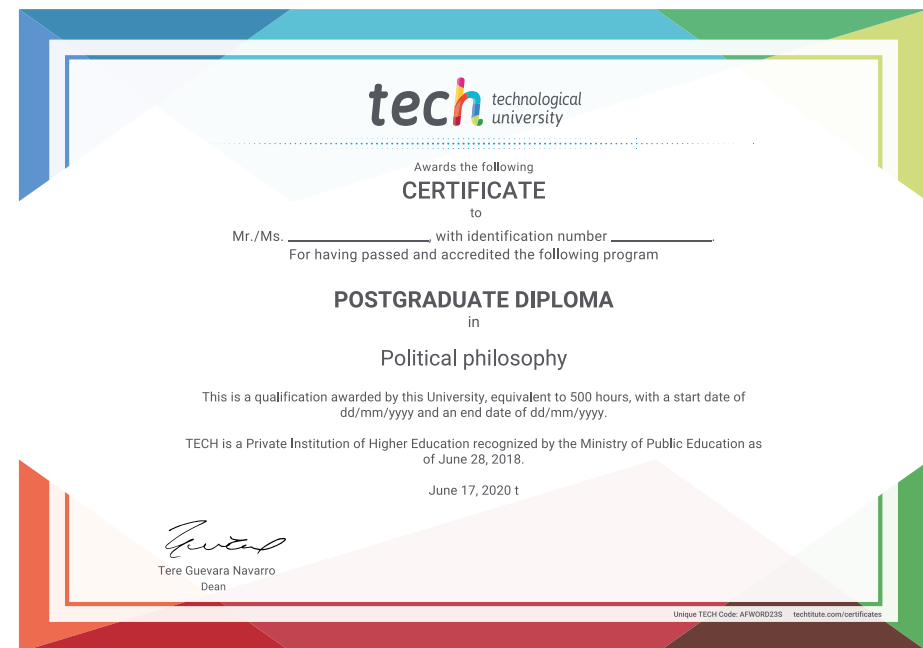 tech technological
university
Awards the following
CERTIFICATE
to
Mr./Ms. ________________, with identification number ____________.
For having passed and accredited the following program
POSTGRADUATE DIPLOMA
in
Political philosophy
This is a qualification awarded by this University, equivalent to 500 hours, with a start date of
dd/mm/yyyy and an end date of dd/mm/yyyy.
TECH is a Private Institution of Higher Education recognized by the Ministry of Public Education as
of June 28, 2018.
June 17, 2020 t
Tere Guevara Navarro
Dean
Unique TECH Code: AFWORD23S techtitute.com/certificates